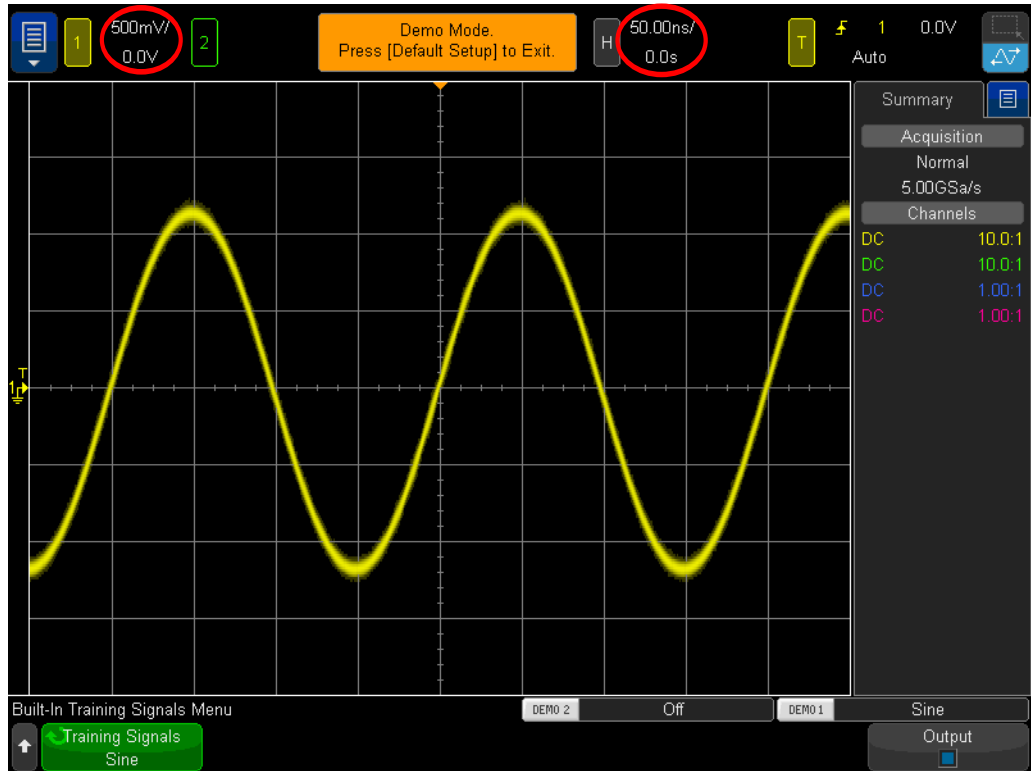 1
500mV/
0.0V
2
Demo Mode.
Press [Default Setup] to Exit.
H
50.00ns/
0.0s
T
1
0.0V
Auto
Summary
Acquisition
Normal
5.00GSa/s
Channels
DC 10.0:1
DC 10.0:1
DC 1.00:1
DC 1.00:1
T
1
Built-In Training Signals Menu
DEMO 2
Off
DEMO 1
Sine
Training Signals
Sine
Output